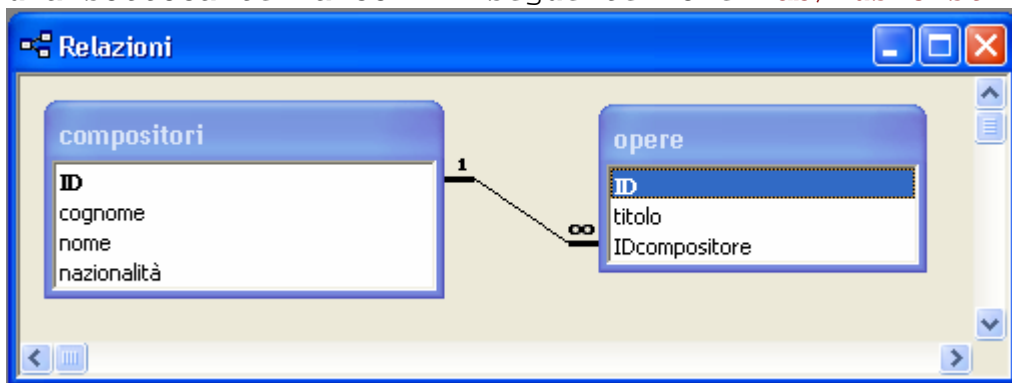 Relazioni
compositori
ID
cognome
nome
nazionalità
1
∞
opere
ID
titolo
IDcompositore